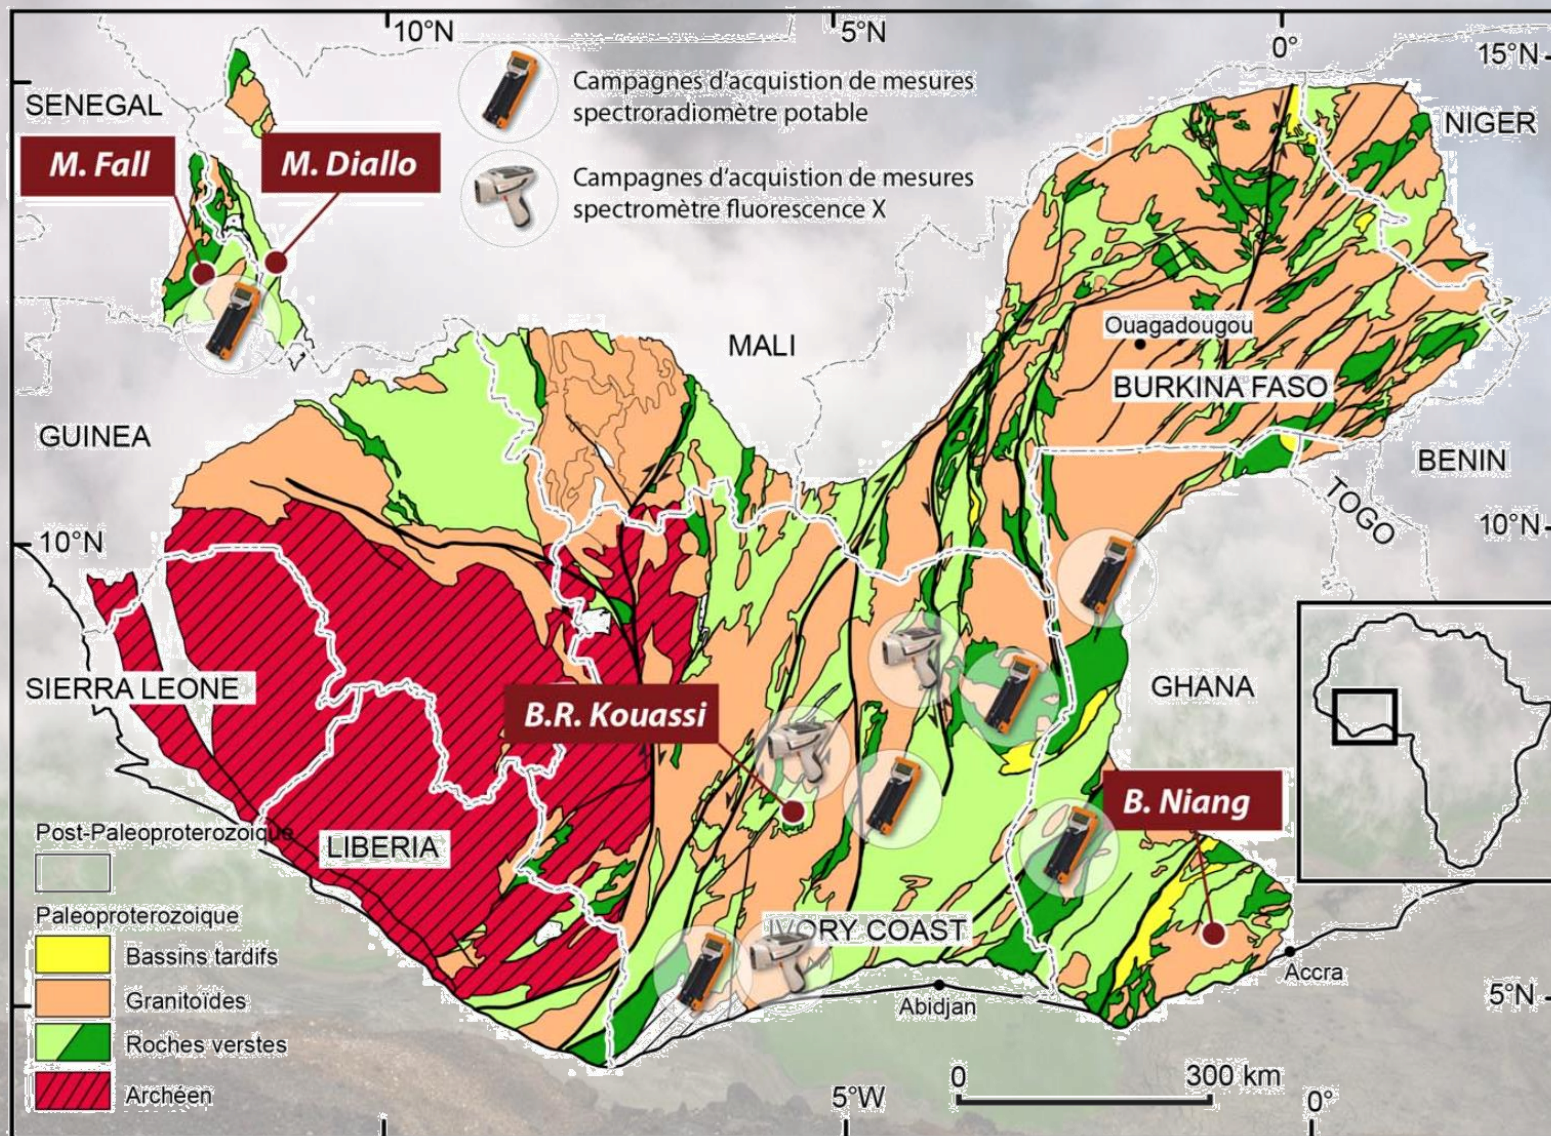 10°N
5°N
0°
15°N
SENEGAL
NIGER
Campagnes d'acquistion de mesures
spectroradiomètre potable
M. Fall
M. Diallo
Campagnes d'acquistion de mesures
spectromètre fluorescence X
MALI
Ouagadougou
BURKINA FASO
GUINEA
BENIN
TOGO
10°N
10°N
SIERRA LEONE
GHANA
B.R. Kouassi
B. Niang
Post-Paleoproterozoique
LIBERIA
Paleoproterozoique
IVORY COAST
Bassins tardifs
Accra
Granitoïdes
Abidjan
5°N
Roches verstes
0
300 km
Archéen
5°W
0°